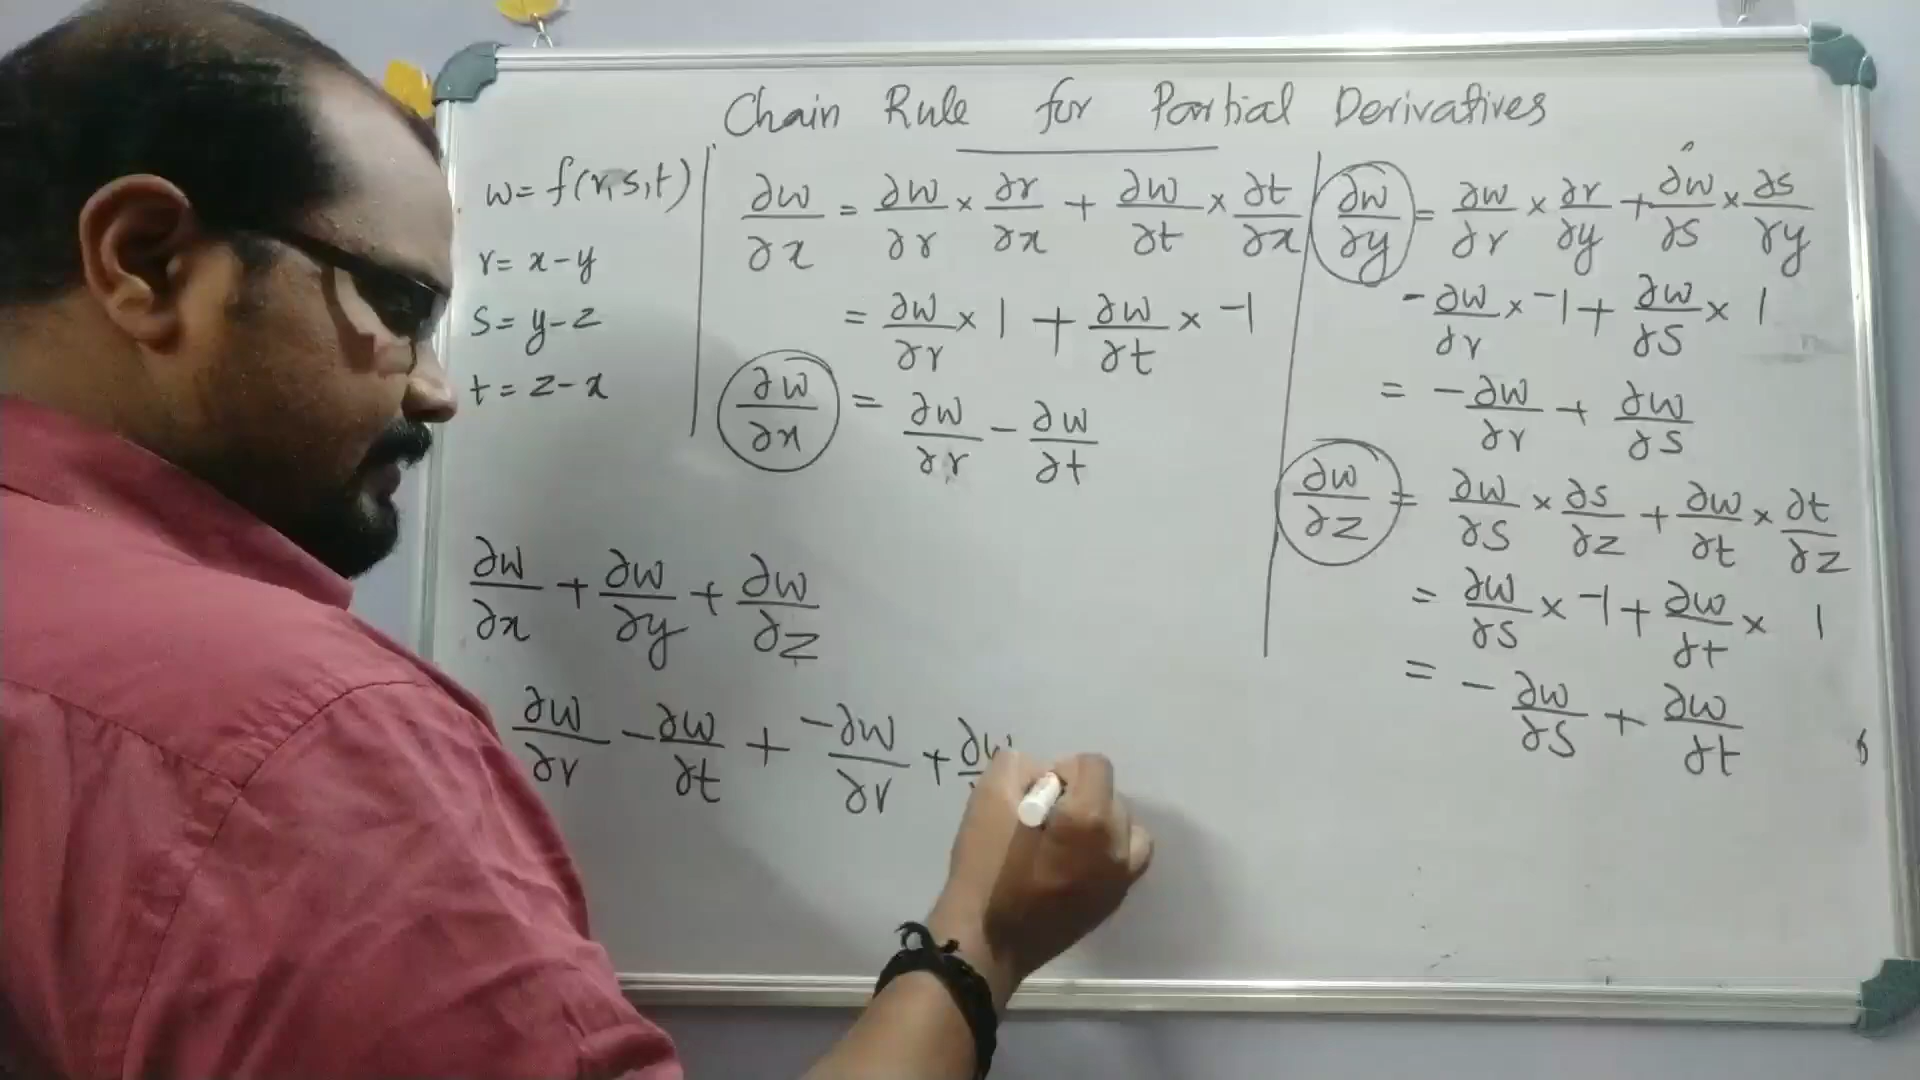 Chain Rule for Partial Derivatives
w = f(r,s,t)
r = x-y
s = y-z
t = z-x
∂w/∂x = ∂w/∂r × ∂r/∂x + ∂w/∂t × ∂t/∂x
= ∂w/∂r × 1 + ∂w/∂t × -1
∂w/∂x = ∂w/∂r - ∂w/∂t
∂w/∂y = ∂w/∂r × ∂r/∂y + ∂w/∂s × ∂s/∂y
- ∂w/∂r × -1 + ∂w/∂s × 1
= -∂w/∂r + ∂w/∂s
∂w/∂z = ∂w/∂s × ∂s/∂z + ∂w/∂t × ∂t/∂z
= ∂w/∂s × -1 + ∂w/∂t × 1
= -∂w/∂s + ∂w/∂t
∂w/∂x + ∂w/∂y + ∂w/∂z
∂w/∂r - ∂w/∂t + -∂w/∂r + ∂w